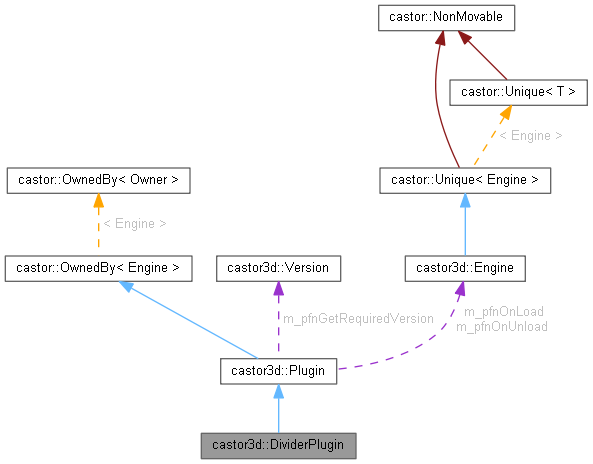 castor::NonMovable
castor::Unique< T >
< Engine >
castor::OwnedBy< Owner >
castor::Unique< Engine >
< Engine >
castor::OwnedBy< Engine >
castor3d::Version
castor3d::Engine
m_pfnGetRequiredVersion
m_pfnOnLoad
m_pfnOnUnload
castor3d::Plugin
castor3d::DividerPlugin